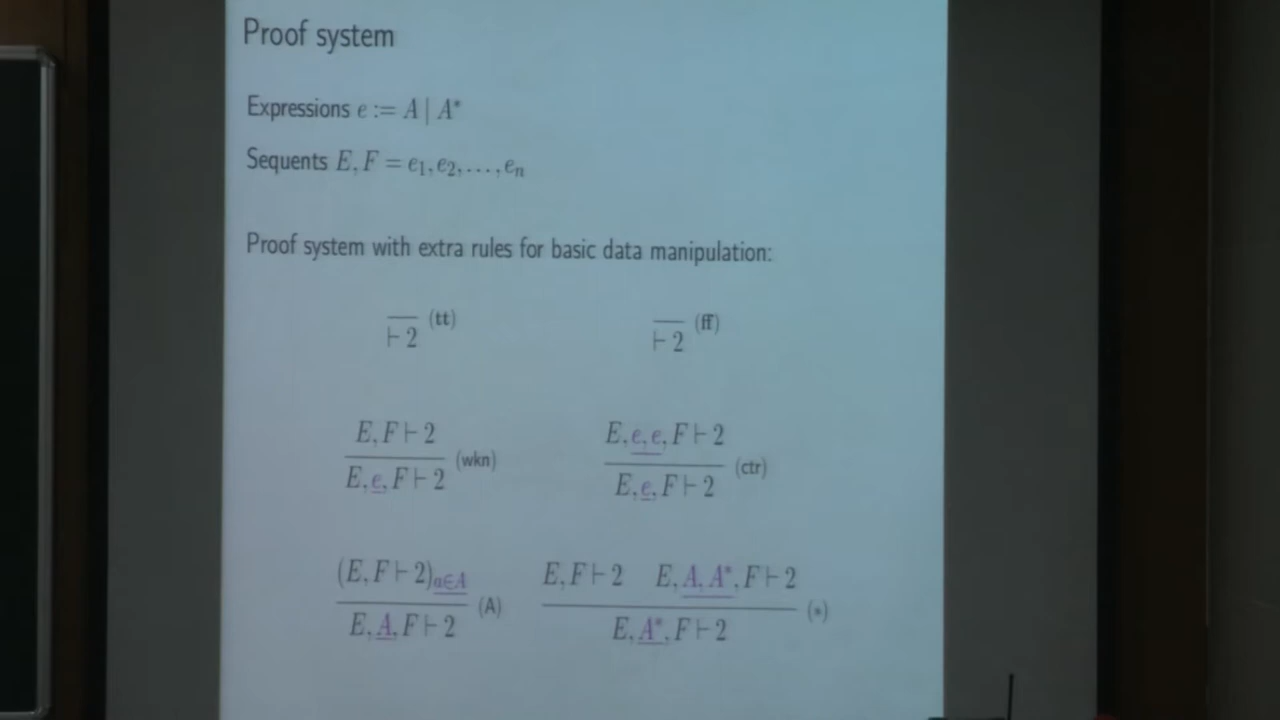 Proof system
Expressions e := A | A*
Sequents E, F = e₁, e₂, ..., eₙ
Proof system with extra rules for basic data manipulation:
⊢ 2 (tt)
⊢ 2 (ff)
E, F ⊢ 2
E, e, F ⊢ 2 (wkn)
E, e, e, F ⊢ 2
E, e, F ⊢ 2 (ctr)
(E, F ⊢ 2)a∈A
E, A, F ⊢ 2 (A)
E, F ⊢ 2 E, A, A*, F ⊢ 2
E, A*, F ⊢ 2 (*)